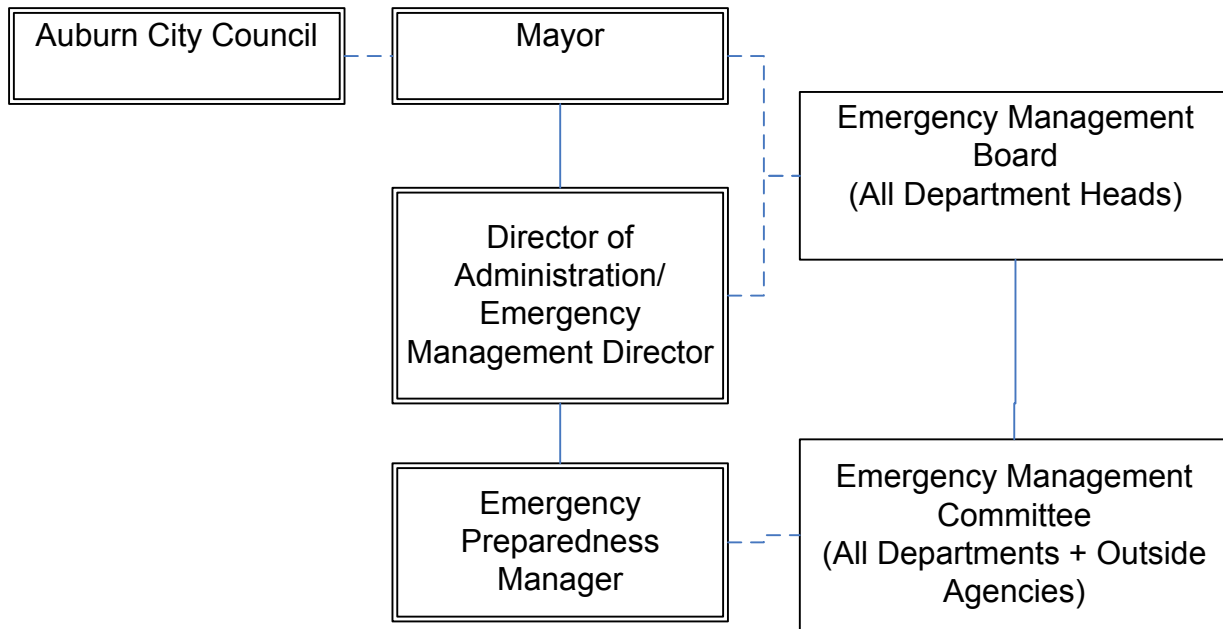 Auburn City Council
Mayor
Emergency Management
Board
(All Department Heads)
Director of
Administration/
Emergency
Management Director
Emergency
Preparedness
Manager
Emergency Management
Committee
(All Departments + Outside
Agencies)